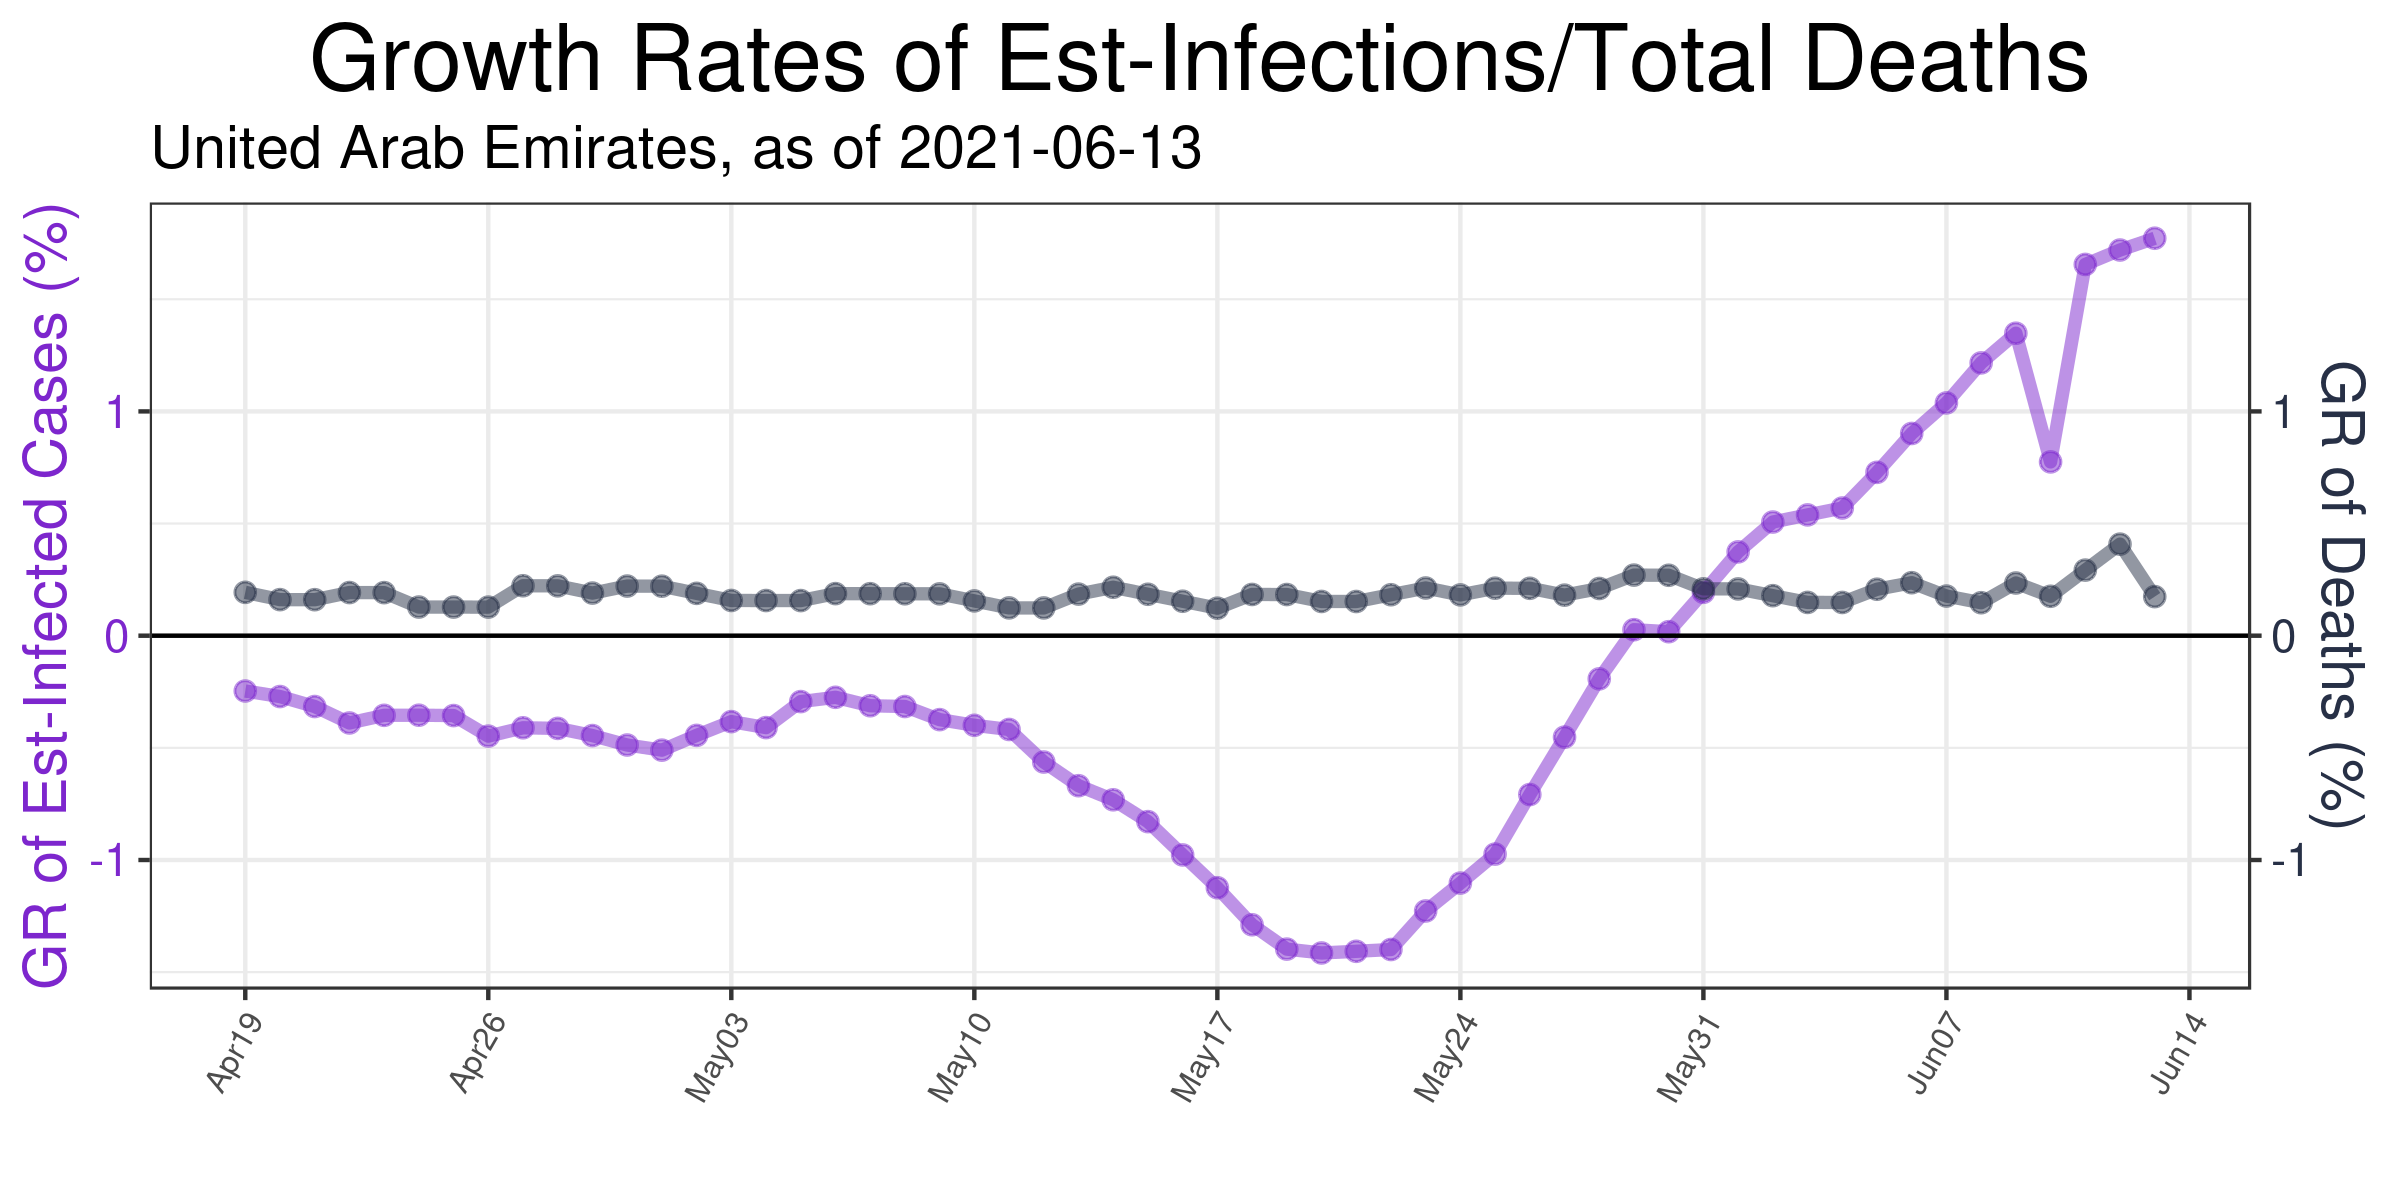 Growth Rates of Est-Infections/Total Deaths
United Arab Emirates, as of 2021-06-13
GR of Est-Infected Cases (%)
1
0
-1
1
0
-1
GR of Deaths (%)
Apr19
Apr26
May03
May10
May17
May24
May31
Jun07
Jun14